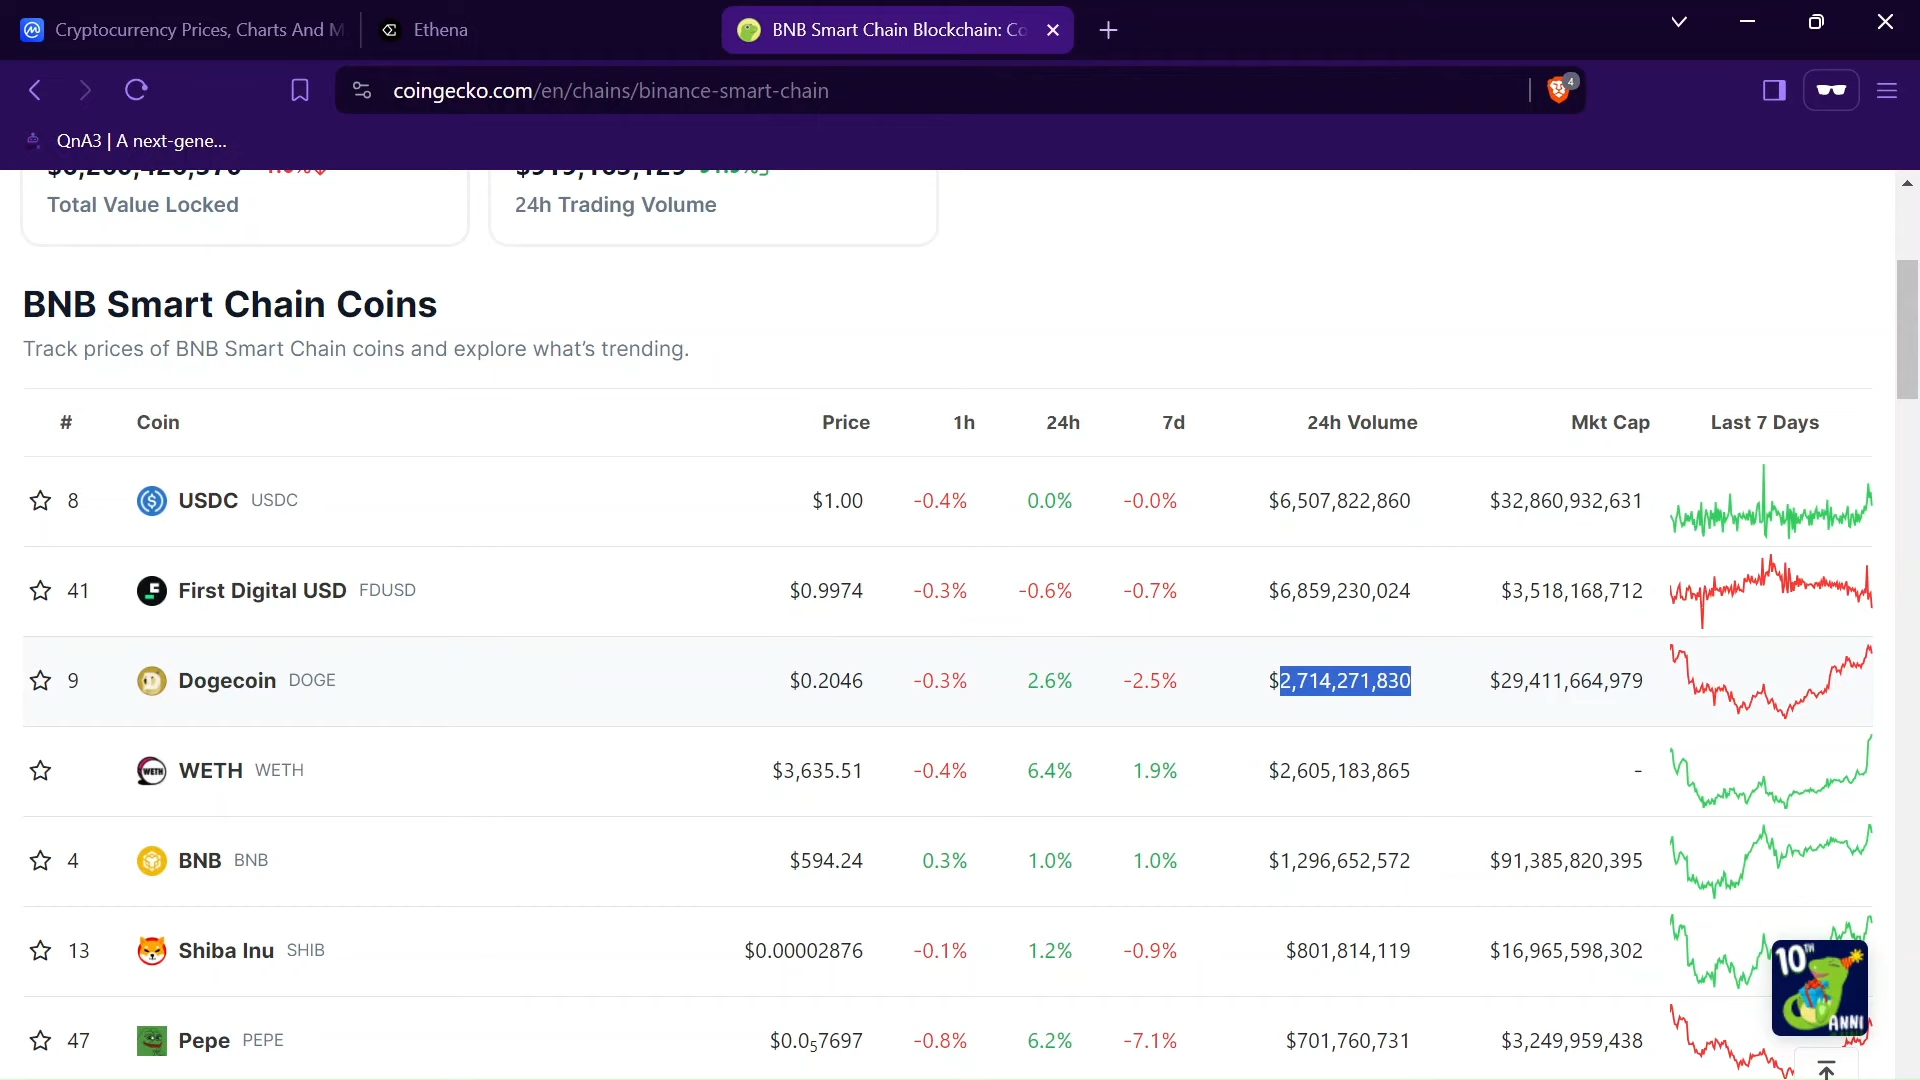 Cryptocurrency Prices, Charts And M
Ethena
BNB Smart Chain Blockchain: Co
coingecko.com/en/chains/binance-smart-chain
4
QnA3 | A next-gene...
Total Value Locked
24h Trading Volume
BNB Smart Chain Coins
Track prices of BNB Smart Chain coins and explore what's trending.
# Coin Price 1h 24h 7d 24h Volume Mkt Cap Last 7 Days
8 USDC USDC $1.00 -0.4% 0.0% -0.0% $6,507,822,860 $32,860,932,631
41 First Digital USD FDUSD $0.9974 -0.3% -0.6% -0.7% $6,859,230,024 $3,518,168,712
9 Dogecoin DOGE $0.2046 -0.3% 2.6% -2.5% $2,714,271,830 $29,411,664,979
WETH WETH WETH $3,635.51 -0.4% 6.4% 1.9% $2,605,183,865 -
4 BNB BNB $594.24 0.3% 1.0% 1.0% $1,296,652,572 $91,385,820,395
13 Shiba Inu SHIB $0.00002876 -0.1% 1.2% -0.9% $801,814,119 $16,965,598,302
10TH
ANNI
47 Pepe PEPE $0.0₅7697 -0.8% 6.2% -7.1% $701,760,731 $3,249,959,438